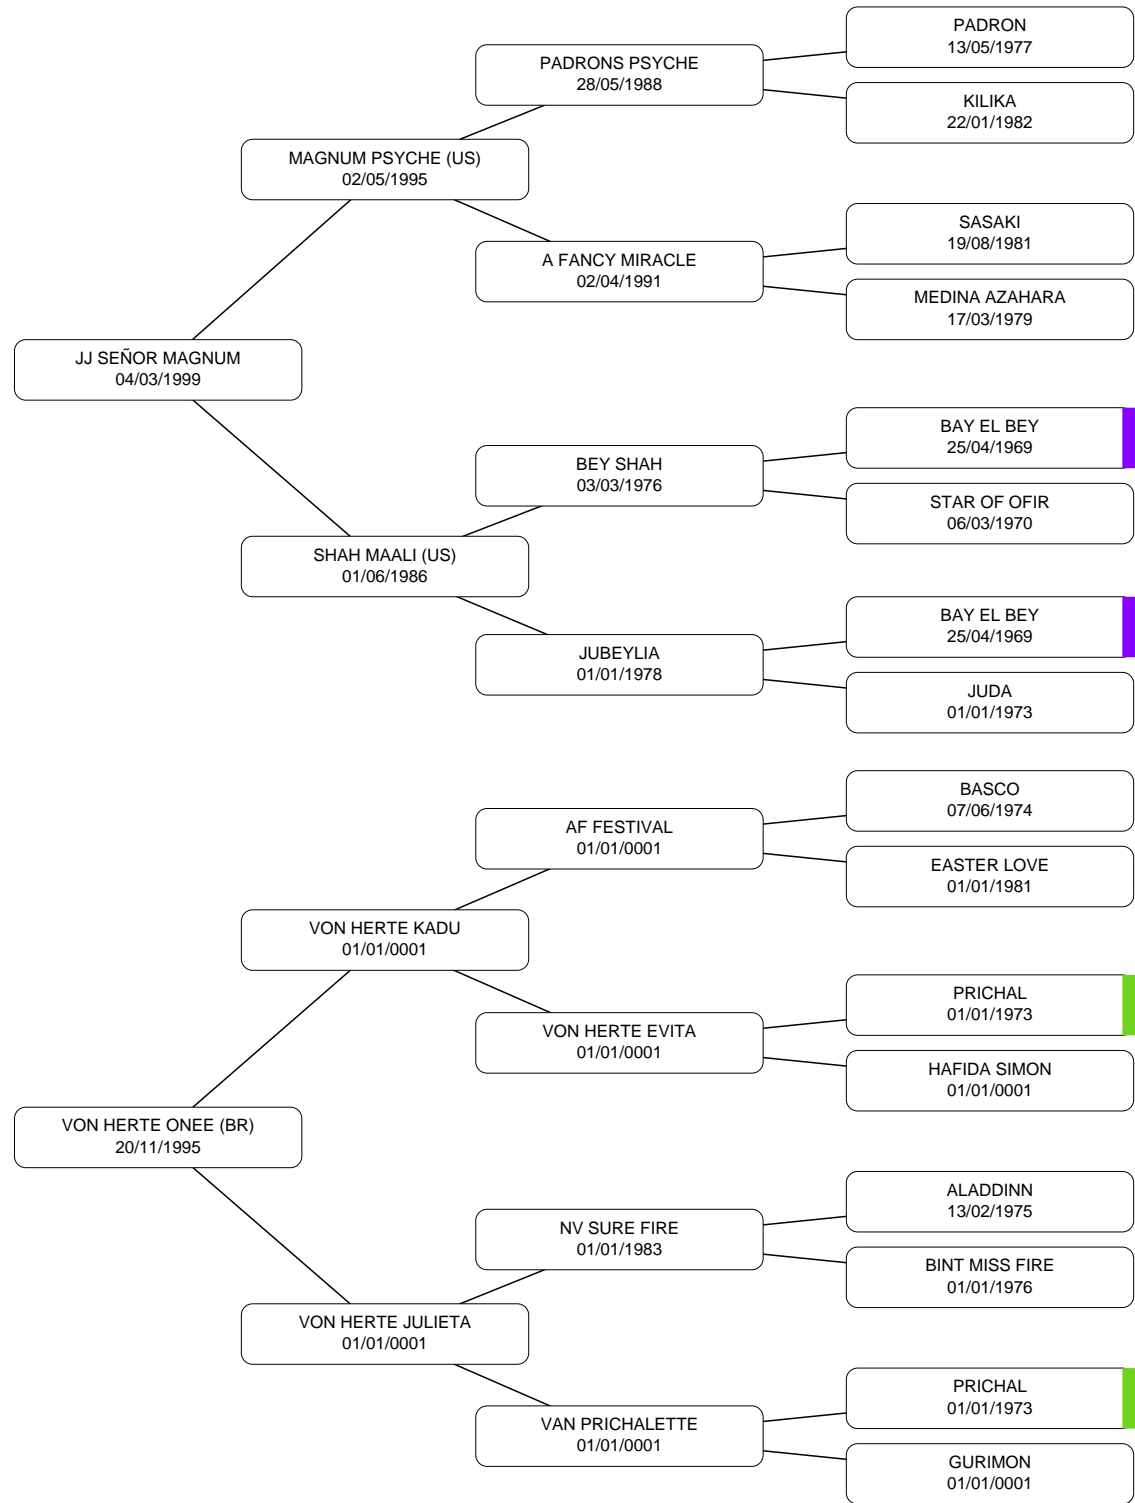 PADRON
13/05/1977
PADRONS PSYCHE
28/05/1988
KILIKA
22/01/1982
MAGNUM PSYCHE (US)
02/05/1995
SASAKI
19/08/1981
A FANCY MIRACLE
02/04/1991
MEDINA AZAHARA
17/03/1979
JJ SEÑOR MAGNUM
04/03/1999
BAY EL BEY
25/04/1969
BEY SHAH
03/03/1976
STAR OF OFIR
06/03/1970
SHAH MAALI (US)
01/06/1986
BAY EL BEY
25/04/1969
JUBEYLIA
01/01/1978
JUDA
01/01/1973
BASCO
07/06/1974
AF FESTIVAL
01/01/0001
EASTER LOVE
01/01/1981
VON HERTE KADU
01/01/0001
PRICHAL
01/01/1973
VON HERTE EVITA
01/01/0001
HAFIDA SIMON
01/01/0001
VON HERTE ONEE (BR)
20/11/1995
ALADDINN
13/02/1975
NV SURE FIRE
01/01/1983
BINT MISS FIRE
01/01/1976
VON HERTE JULIETA
01/01/0001
PRICHAL
01/01/1973
VAN PRICHALETTE
01/01/0001
GURIMON
01/01/0001